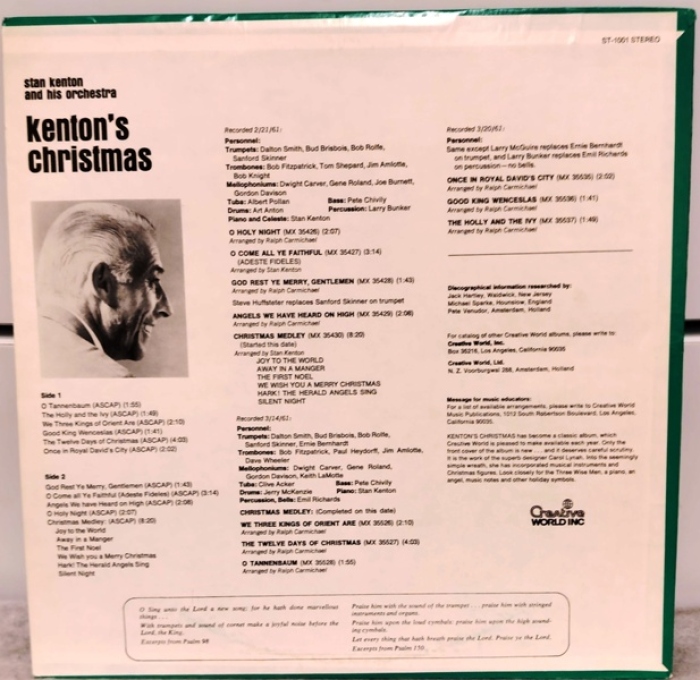 ST-1001 STEREO
stan kenton
and his orchestra
kenton's
christmas
Side 1
O Tannenbaum (ASCAP) (1:55)
The Holly and the Ivy (ASCAP) (1:49)
We Three Kings of Orient Are (ASCAP) (2:10)
Good King Wenceslas (ASCAP) (1:41)
The Twelve Days of Christmas (ASCAP) (4:03)
Once in Royal David's City (ASCAP) (2:02)
Side 2
God Rest Ye Merry, Gentlemen (ASCAP) (1:43)
O Come all Ye Faithful (Adeste Fideles) (ASCAP) (3:14)
Angels We have Heard on High (ASCAP) (2:08)
O Holy Night (ASCAP) (2:07)
Christmas Medley: (ASCAP) (8:20)
Joy to the World
Away in a Manger
The First Noel
We Wish you a Merry Christmas
Hark! The Herald Angels Sing
Silent Night
Recorded 2/21/61:
Personnel:
Trumpets: Dalton Smith, Bud Brisbois, Bob Rolfe,
Sanford Skinner
Trombones: Bob Fitzpatrick, Tom Shepard, Jim Amlotte,
Bob Knight
Mellophoniums: Dwight Carver, Gene Roland, Joe Burnett,
Gordon Davison
Tuba: Albert Pollan Bass: Pete Chivily
Drums: Art Anton Percussion: Larry Bunker
Piano and Celeste: Stan Kenton
O HOLY NIGHT (MX 35426) (2:07)
Arranged by Ralph Carmichael
O COME ALL YE FAITHFUL (MX 35427) (3:14)
(ADESTE FIDELES)
Arranged by Stan Kenton
GOD REST YE MERRY, GENTLEMEN (MX 35428) (1:43)
Arranged by Ralph Carmichael
Steve Huffsteter replaces Sanford Skinner on trumpet
ANGELS WE HAVE HEARD ON HIGH (MX 35429) (2:08)
Arranged by Ralph Carmichael
CHRISTMAS MEDLEY (MX 35430) (8:20)
(Started this date)
Arranged by Stan Kenton
JOY TO THE WORLD
AWAY IN A MANGER
THE FIRST NOEL
WE WISH YOU A MERRY CHRISTMAS
HARK! THE HERALD ANGELS SING
SILENT NIGHT
Recorded 3/14/61:
Personnel:
Trumpets: Dalton Smith, Bud Brisbois, Bob Rolfe,
Sanford Skinner, Ernie Bernhardt
Trombones: Bob Fitzpatrick, Paul Heydorff, Jim Amlotte,
Dave Wheeler
Mellophoniums: Dwight Carver, Gene Roland,
Gordon Davison, Keith LaMotte
Tuba: Clive Acker Bass: Pete Chivily
Drums: Jerry McKenzie Piano: Stan Kenton
Percussion, Bells: Emil Richards
CHRISTMAS MEDLEY: (Completed on this date)
WE THREE KINGS OF ORIENT ARE (MX 35526) (2:10)
Arranged by Ralph Carmichael
THE TWELVE DAYS OF CHRISTMAS (MX 35527) (4:03)
Arranged by Ralph Carmichael
O TANNENBAUM (MX 35528) (1:55)
Arranged by Ralph Carmichael
Recorded 3/20/61:
Personnel:
Same except Larry McGuire replaces Ernie Bernhardt
on trumpet, and Larry Bunker replaces Emil Richards
on percussion – no bells.
ONCE IN ROYAL DAVID'S CITY (MX 35535) (2:02)
Arranged by Ralph Carmichael
GOOD KING WENCESLAS (MX 35536) (1:41)
Arranged by Ralph Carmichael
THE HOLLY AND THE IVY (MX 35537) (1:49)
Arranged by Ralph Carmichael
Discographical information researched by:
Jack Hartley, Waldwick, New Jersey
Michael Sparke, Hounslow, England
Pete Venudor, Amsterdam, Holland
For catalog of other Creative World albums, please write to:
Creative World, Inc.
Box 35216, Los Angeles, California 90035
Creative World, Ltd.
N. Z. Voorburgwal 288, Amsterdam, Holland
Message for music educators:
For a list of available arrangements, please write to Creative World
Music Publications, 1012 South Robertson Boulevard, Los Angeles,
California 90035.
KENTON'S CHRISTMAS has become a classic album, which
Creative World is pleased to make available each year. Only the
front cover of the album is new . . . and it deserves careful scrutiny.
It is the work of the superb designer Carol Lynah. Into the seemingly
simple wreath, she has incorporated musical instruments and
Christmas figures. Look closely for the Three Wise Men, a piano, an
angel, music notes and other holiday symbols.
Creative
WORLD INC
O Sing unto the Lord a new song; for he hath done marvellous
things . . .
With trumpets and sound of cornet make a joyful noise before the
Lord, the King.
Excerpts from Psalm 98
Praise him with the sound of the trumpet . . . praise him with stringed
instruments and organs.
Praise him upon the loud cymbals: praise him upon the high sound-
ing cymbals.
Let every thing that hath breath praise the Lord. Praise ye the Lord.
Excerpts from Psalm 150